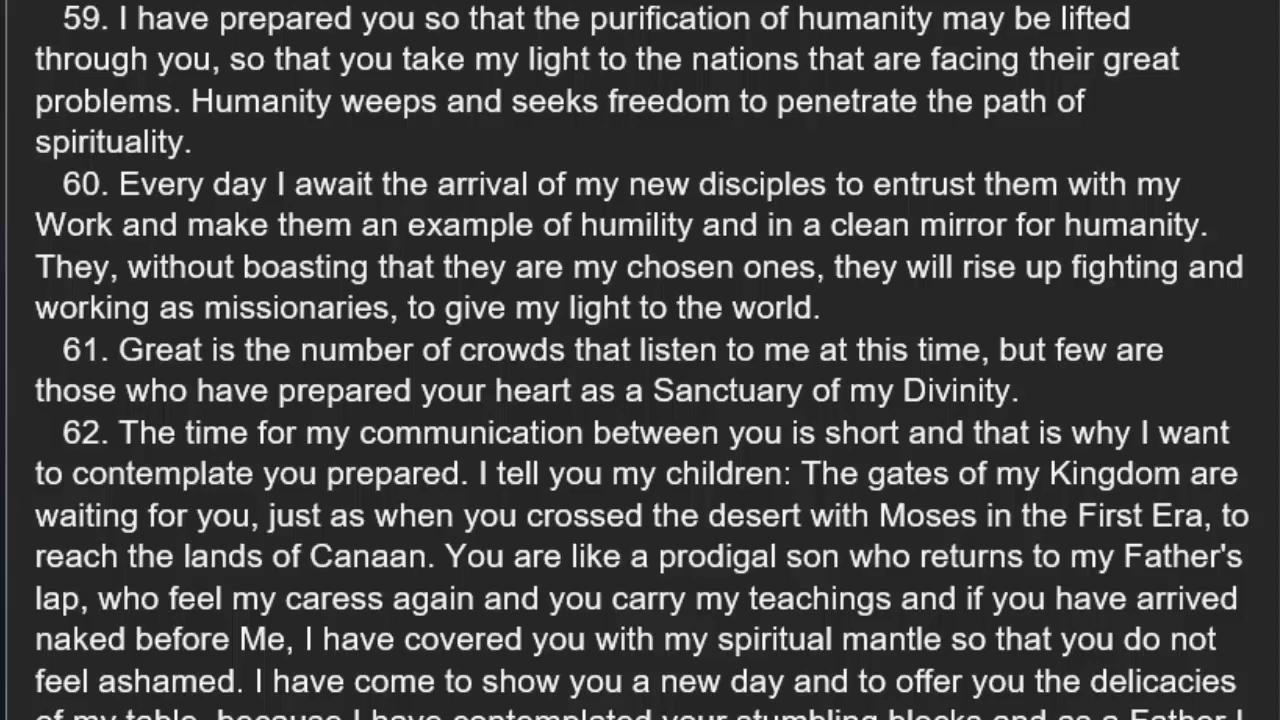 59. I have prepared you so that the purification of humanity may be lifted
through you, so that you take my light to the nations that are facing their great
problems. Humanity weeps and seeks freedom to penetrate the path of
spirituality.
60. Every day I await the arrival of my new disciples to entrust them with my
Work and make them an example of humility and in a clean mirror for humanity.
They, without boasting that they are my chosen ones, they will rise up fighting and
working as missionaries, to give my light to the world.
61. Great is the number of crowds that listen to me at this time, but few are
those who have prepared your heart as a Sanctuary of my Divinity.
62. The time for my communication between you is short and that is why I want
to contemplate you prepared. I tell you my children: The gates of my Kingdom are
waiting for you, just as when you crossed the desert with Moses in the First Era, to
reach the lands of Canaan. You are like a prodigal son who returns to my Father's
lap, who feel my caress again and you carry my teachings and if you have arrived
naked before Me, I have covered you with my spiritual mantle so that you do not
feel ashamed. I have come to show you a new day and to offer you the delicacies
of my table, because I have contemplated your stumbling blocks and as a Father I